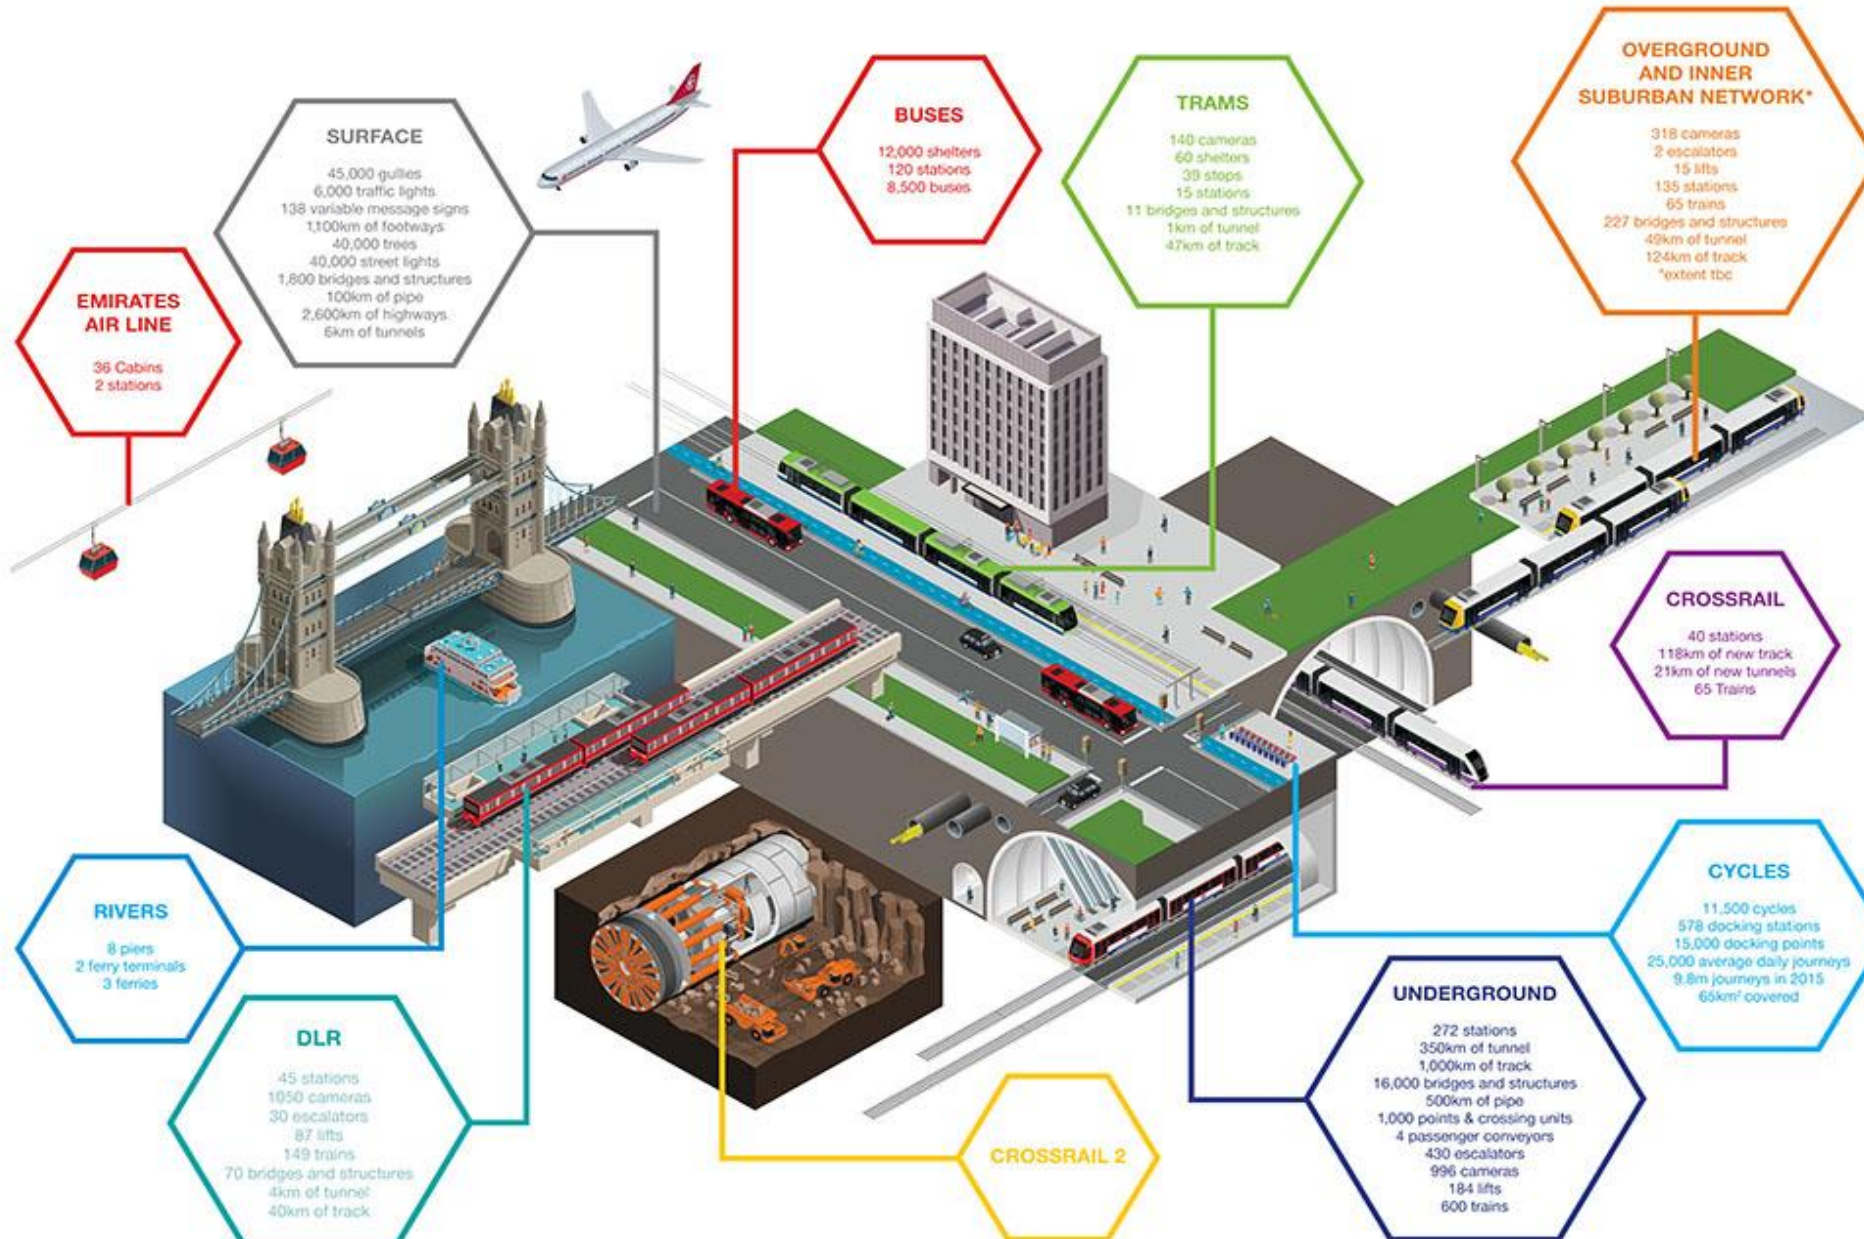 EMIRATES
AIR LINE
36 Cabins
2 stations
SURFACE
45,000 gullies
6,000 traffic lights
138 variable message signs
1,100km of footways
40,000 trees
40,000 street lights
1,800 bridges and structures
100km of pipe
2,600km of highways
6km of tunnels
BUSES
12,000 shelters
120 stations
8,500 buses
TRAMS
140 cameras
60 shelters
39 stops
15 stations
11 bridges and structures
1km of tunnel
47km of track
OVERGROUND
AND INNER
SUBURBAN NETWORK*
318 cameras
2 escalators
15 lifts
135 stations
65 trains
227 bridges and structures
49km of tunnel
124km of track
*extent tbc
CROSSRAIL
40 stations
118km of new track
21km of new tunnels
65 Trains
RIVERS
8 piers
2 ferry terminals
3 ferries
DLR
45 stations
1050 cameras
30 escalators
87 lifts
149 trains
70 bridges and structures
4km of tunnel
40km of track
CROSSRAIL 2
UNDERGROUND
272 stations
350km of tunnel
1,000km of track
16,000 bridges and structures
500km of pipe
1,000 points & crossing units
4 passenger conveyors
430 escalators
996 cameras
184 lifts
600 trains
CYCLES
11,500 cycles
578 docking stations
15,000 docking points
25,000 average daily journeys
9.8m journeys in 2015
65km² covered